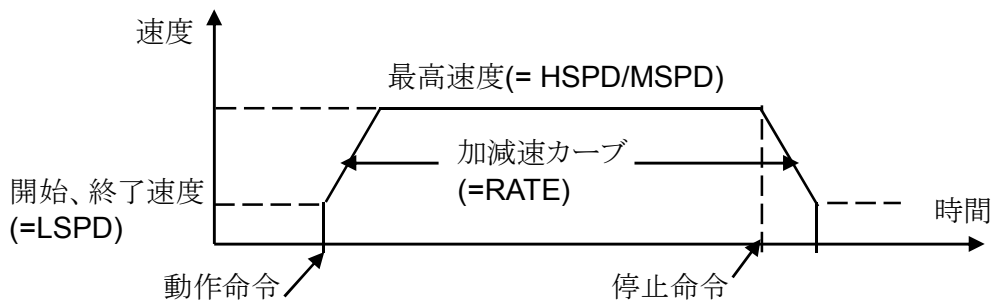 速度
最高速度(= HSPD/MSPD)
加減速カーブ
(=RATE)
開始、終了速度
(=LSPD)
時間
動作命令
停止命令